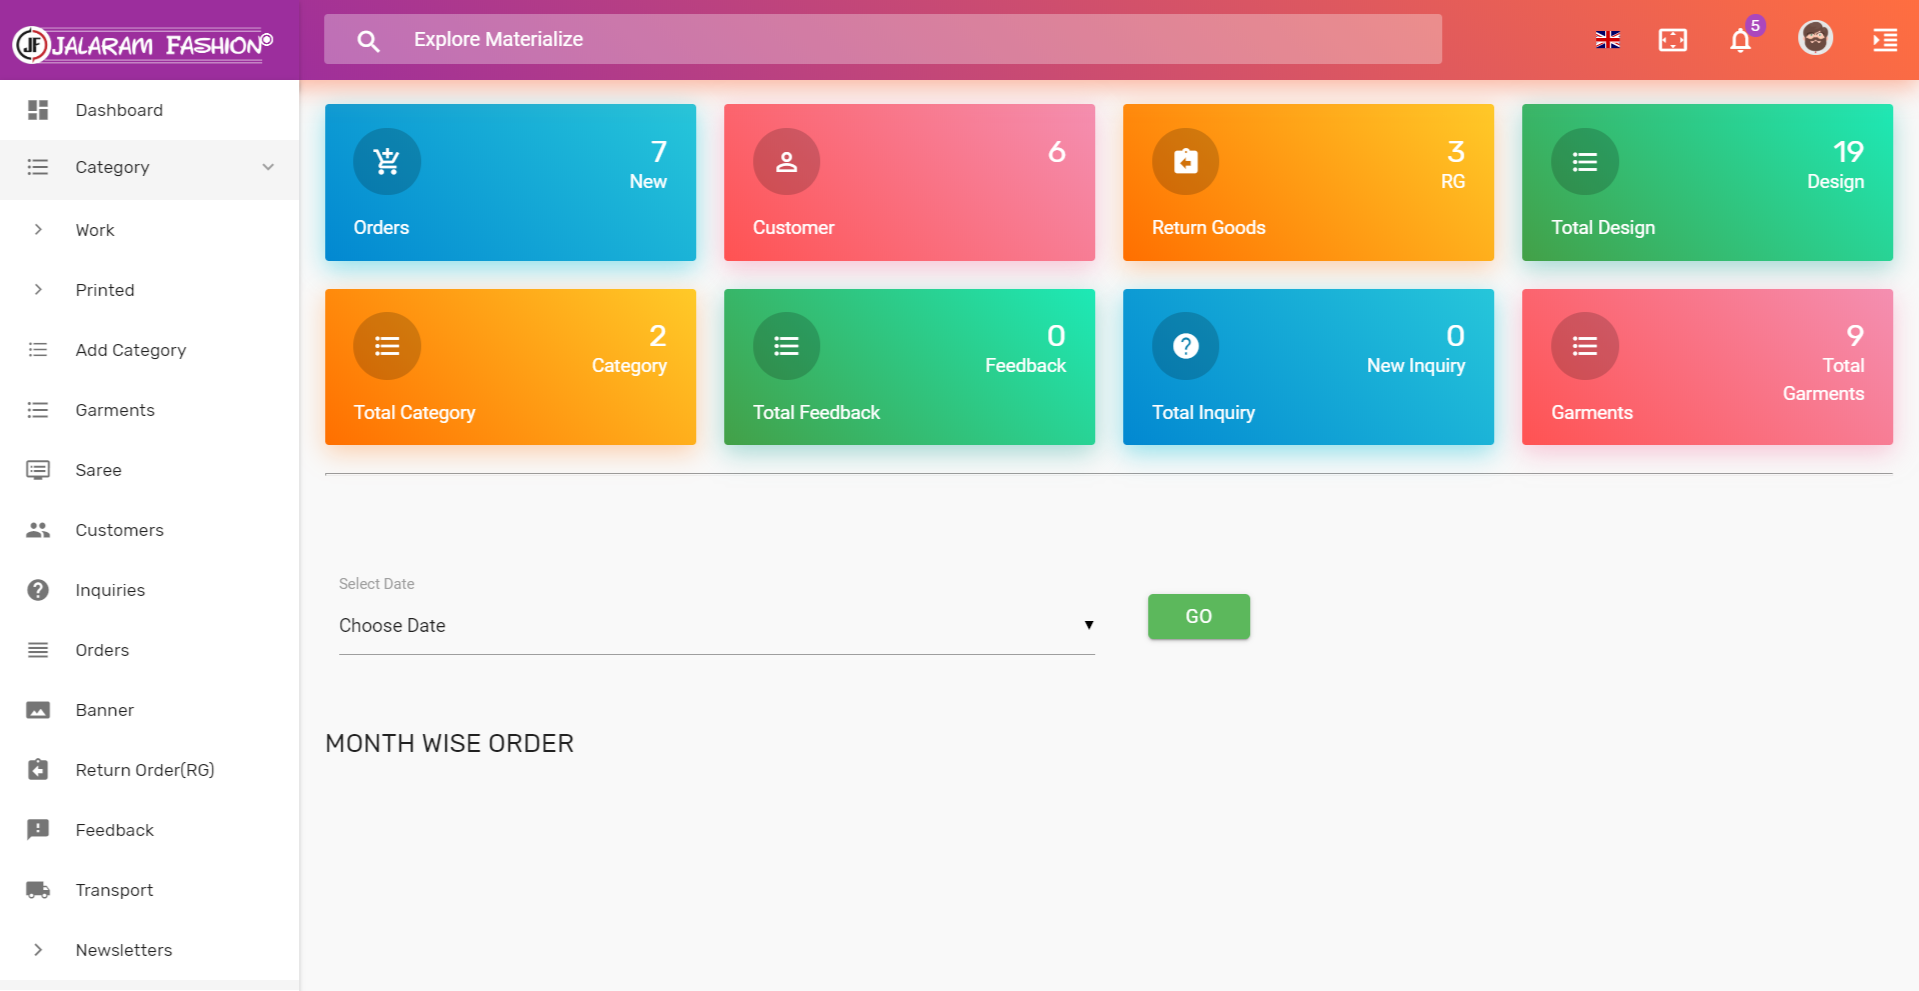 JF JALARAM FASHION®
Explore Materialize
5
Dashboard
Category
Work
Printed
Add Category
Garments
Saree
Customers
Inquiries
Orders
Banner
Return Order(RG)
Feedback
Transport
Newsletters
7
New
Orders
6
Customer
3
RG
Return Goods
19
Design
Total Design
2
Category
Total Category
0
Feedback
Total Feedback
0
New Inquiry
Total Inquiry
9
Total
Garments
Garments
Select Date
Choose Date
GO
MONTH WISE ORDER